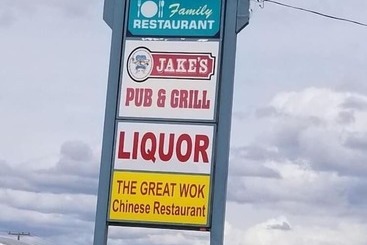 Family
RESTAURANT
JAKE'S
PUB & GRILL
LIQUOR
THE GREAT WOK
Chinese Restaurant